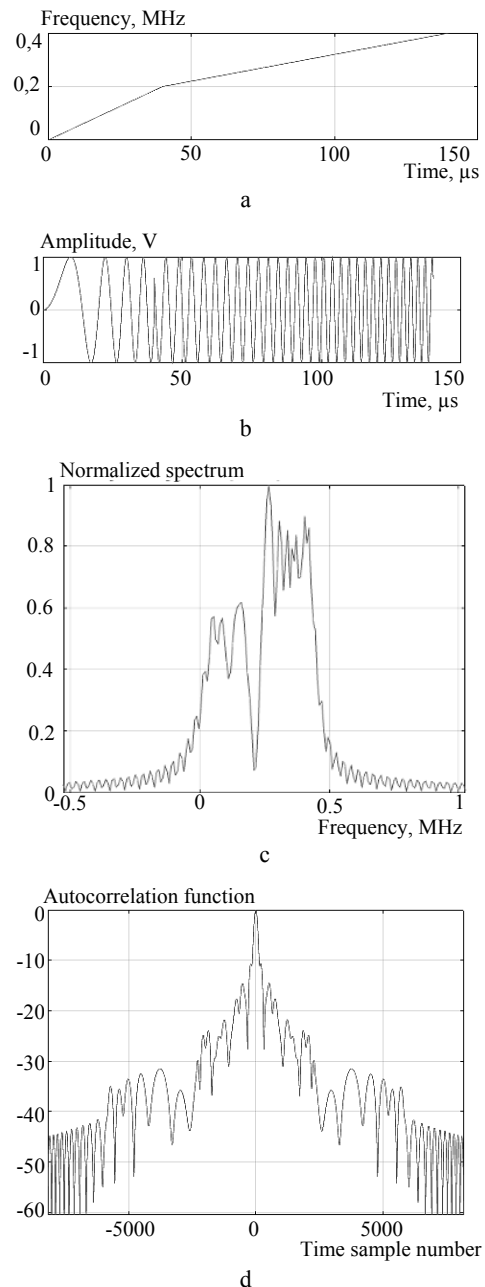 Frequency, MHz
0,4
0,2
0
0 50 100 150
Time, µs
a
Amplitude, V
1
0
-1
0 50 100 150
Time, µs
b
Normalized spectrum
1
0.8
0.6
0.4
0.2
0
-0.5 0 0.5 1
Frequency, MHz
c
Autocorrelation function
0
-10
-20
-30
-40
-50
-60
-5000 0 5000
Time sample number
d